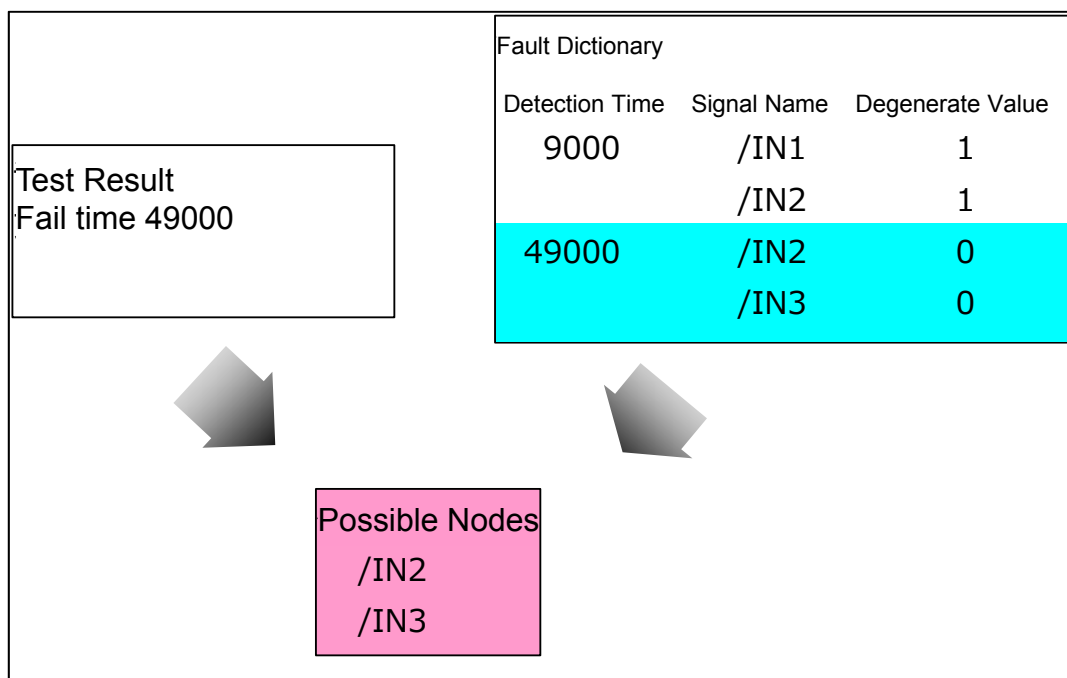 Fault Dictionary
Detection Time Signal Name Degenerate Value
9000 /IN1 1
/IN2 1
49000 /IN2 0
/IN3 0
Test Result
Fail time 49000
Possible Nodes
/IN2
/IN3